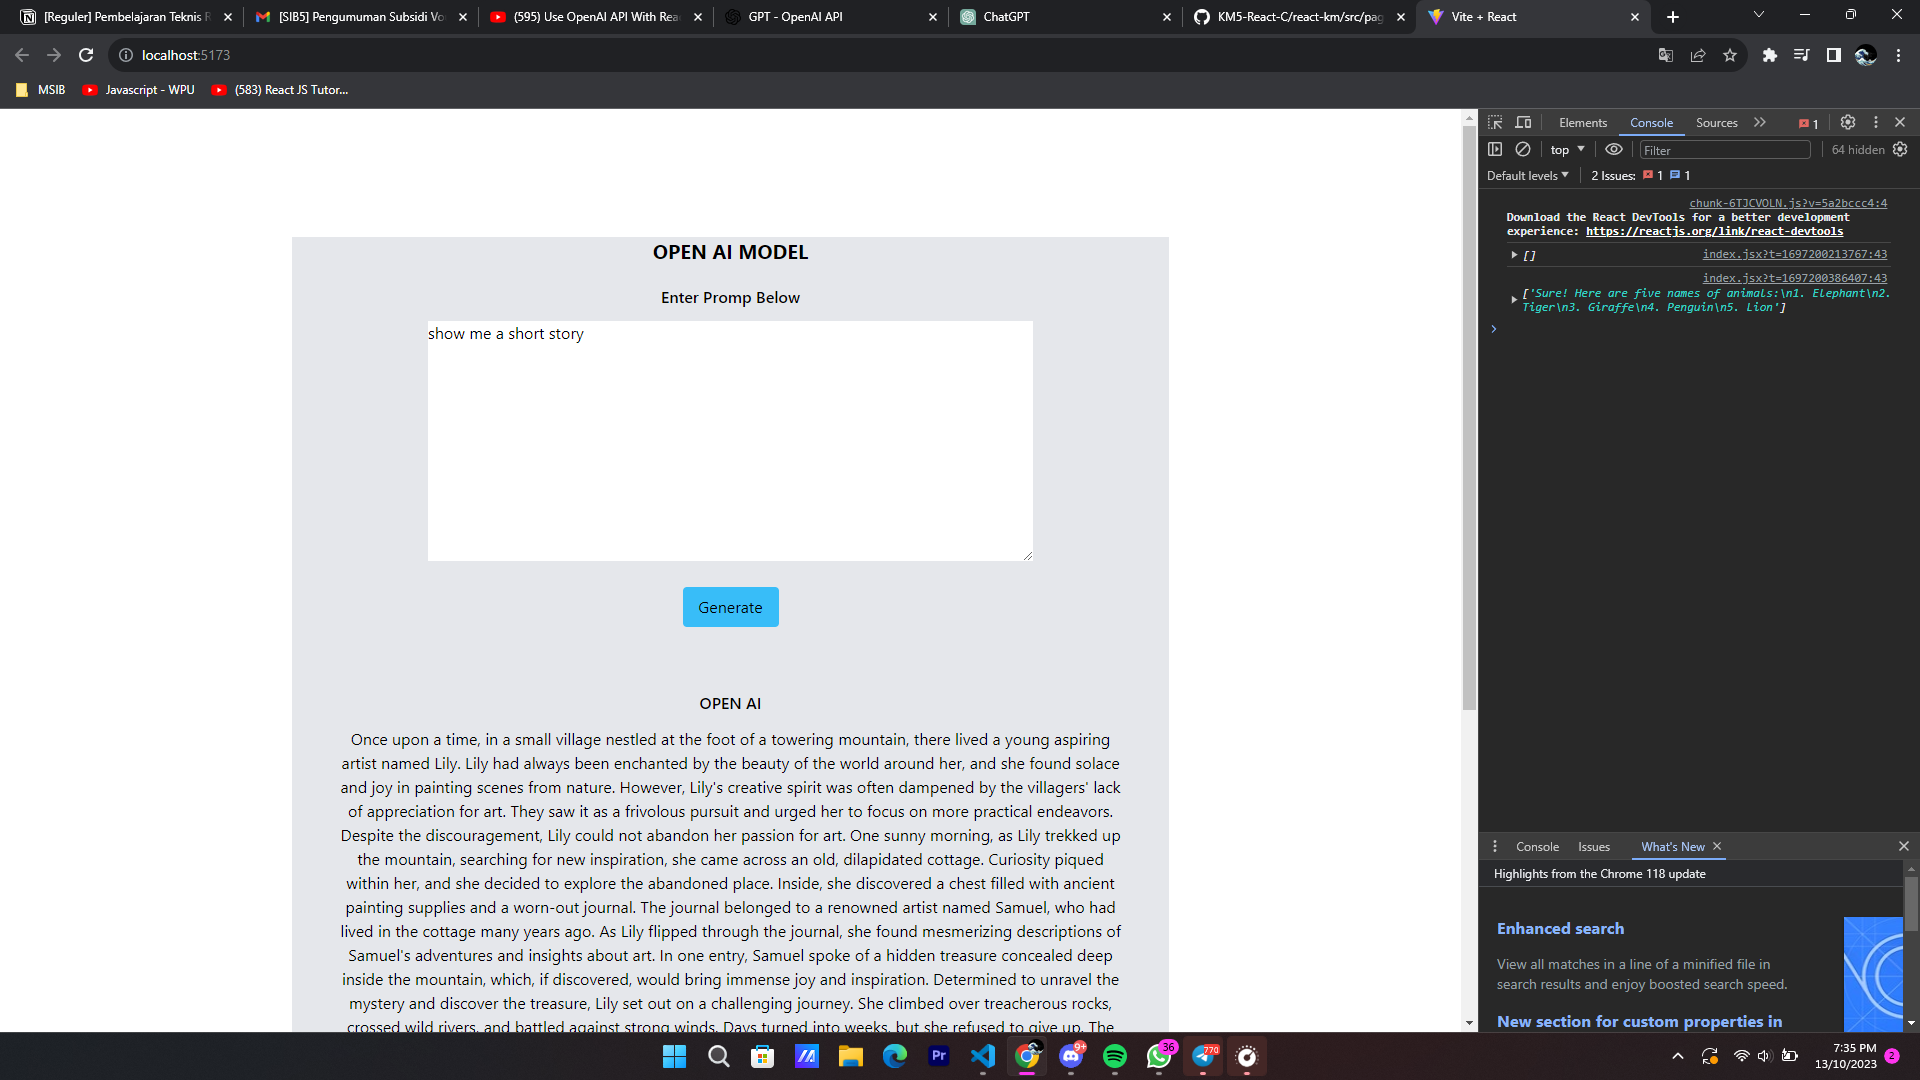 [Reguler] Pembelajaran Teknis R
[SIB5] Pengumuman Subsidi Vo
(595) Use OpenAI API With Rea
GPT - OpenAI API
ChatGPT
KM5-React-C/react-km/src/pag
Vite + React
localhost:5173
MSIB
Javascript - WPU
(583) React JS Tutor...
OPEN AI MODEL
Enter Promp Below
show me a short story
Generate
OPEN AI
Once upon a time, in a small village nestled at the foot of a towering mountain, there lived a young aspiring
artist named Lily. Lily had always been enchanted by the beauty of the world around her, and she found solace
and joy in painting scenes from nature. However, Lily's creative spirit was often dampened by the villagers' lack
of appreciation for art. They saw it as a frivolous pursuit and urged her to focus on more practical endeavors.
Despite the discouragement, Lily could not abandon her passion for art. One sunny morning, as Lily trekked up
the mountain, searching for new inspiration, she came across an old, dilapidated cottage. Curiosity piqued
within her, and she decided to explore the abandoned place. Inside, she discovered a chest filled with ancient
painting supplies and a worn-out journal. The journal belonged to a renowned artist named Samuel, who had
lived in the cottage many years ago. As Lily flipped through the journal, she found mesmerizing descriptions of
Samuel's adventures and insights about art. In one entry, Samuel spoke of a hidden treasure concealed deep
inside the mountain, which, if discovered, would bring immense joy and inspiration. Determined to unravel the
mystery and discover the treasure, Lily set out on a challenging journey. She climbed over treacherous rocks,
crossed wild rivers, and battled against strong winds. Days turned into weeks, but she refused to give up. The
Elements
Console
Sources
1
top
Filter
64 hidden
Default levels
2 Issues: 1 1
chunk-6TJCVOLN.js?v=5a2bccc4:4
Download the React DevTools for a better development
experience: https://reactjs.org/link/react-devtools
[]
index.jsx?t=1697200213767:43
index.jsx?t=1697200386407:43
['Sure! Here are five names of animals:\n1. Elephant\n2.
Tiger\n3. Giraffe\n4. Penguin\n5. Lion']
Console
Issues
What's New
Highlights from the Chrome 118 update
Enhanced search
View all matches in a line of a minified file in
search results and enjoy boosted search speed.
New section for custom properties in
Pr
9+
36
770
7:35 PM
13/10/2023
2